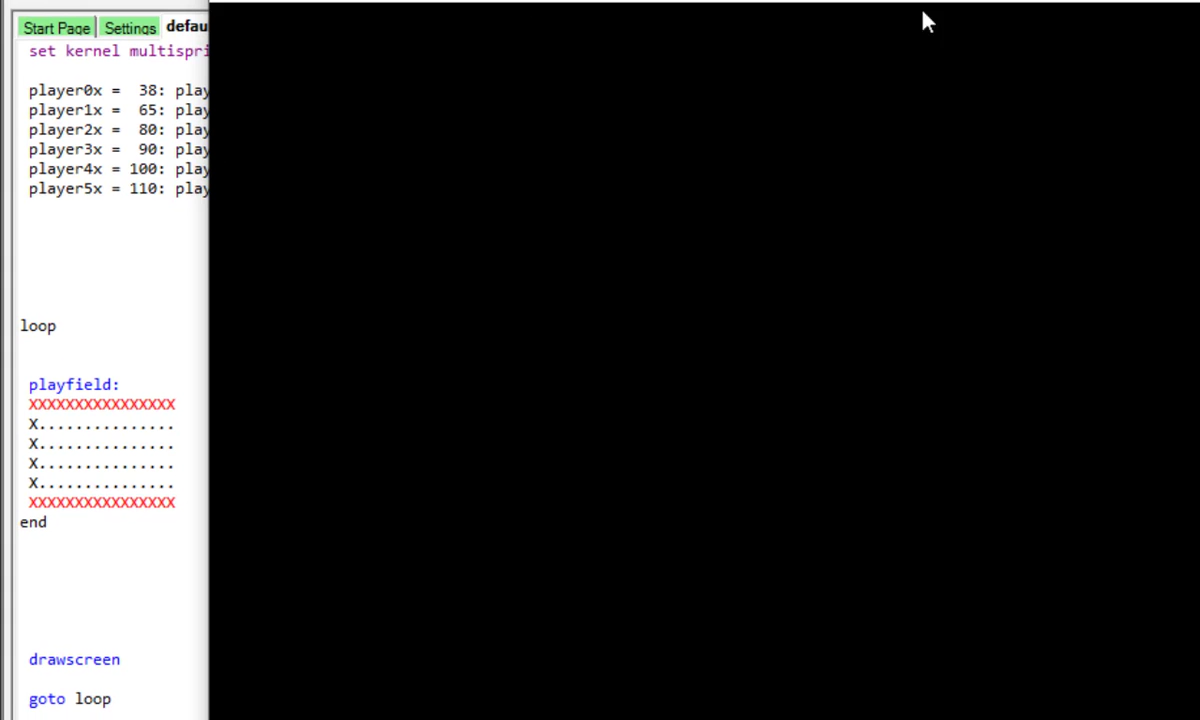 Start Page Settings defau
set kernel multispri
player0x =  38: play
player1x =  65: play
player2x =  80: play
player3x =  90: play
player4x = 100: play
player5x = 110: play
loop
playfield:
XXXXXXXXXXXXXXXX
X...............
X...............
X...............
X...............
XXXXXXXXXXXXXXXX
end
drawscreen
goto loop